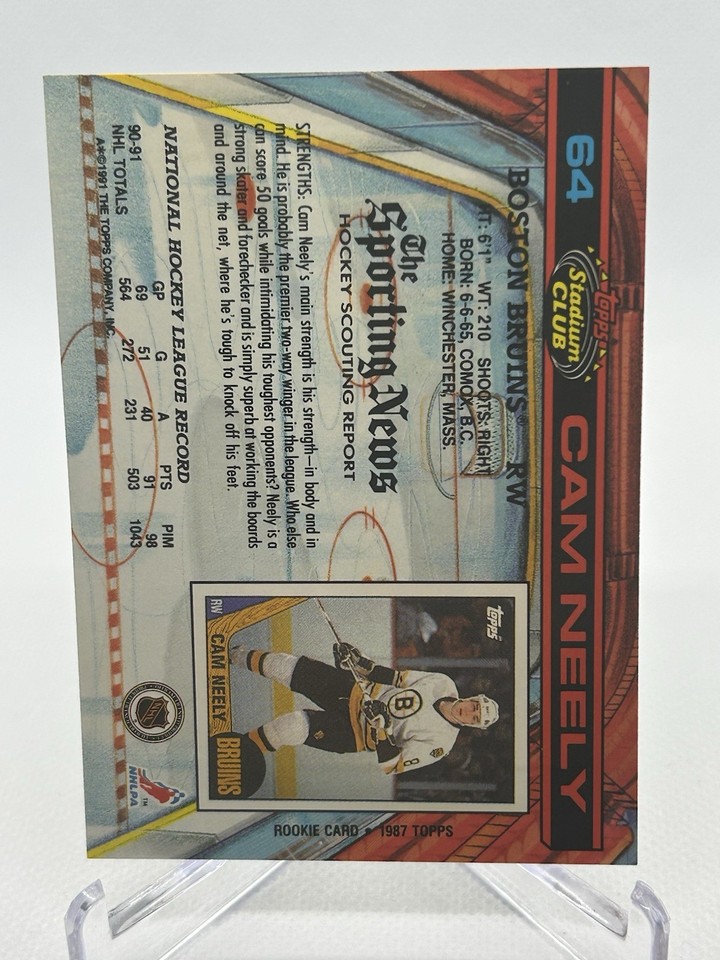 64
TOPPS
Stadium
CLUB
CAM NEELY
BOSTON BRUINS® RW
HT: 6'1" WT: 210 SHOOTS: RIGHT
BORN: 6-6-65, COMOX, B.C.
HOME: WINCHESTER, MASS.
The
Sporting News
HOCKEY SCOUTING REPORT
STRENGTHS: Cam Neely's main strength is his strength—in body and in
mind. He is probably the premier two-way winger in the league. Who else
can score 50 goals while intimidating his toughest opponents? Neely is a
strong skater and forechecker and is simply superb at working the boards
and around the net, where he's tough to knock off his feet.
NATIONAL HOCKEY LEAGUE RECORD
GP G A PTS PIM
90-91 69 51 40 91 98
NHL TOTALS 564 272 231 503 1043
A*©1991 THE TOPPS COMPANY, INC.
TOPPS
B
8
RW CAM NEELY BRUINS
ROOKIE CARD • 1987 TOPPS
NHL
NHLPA™